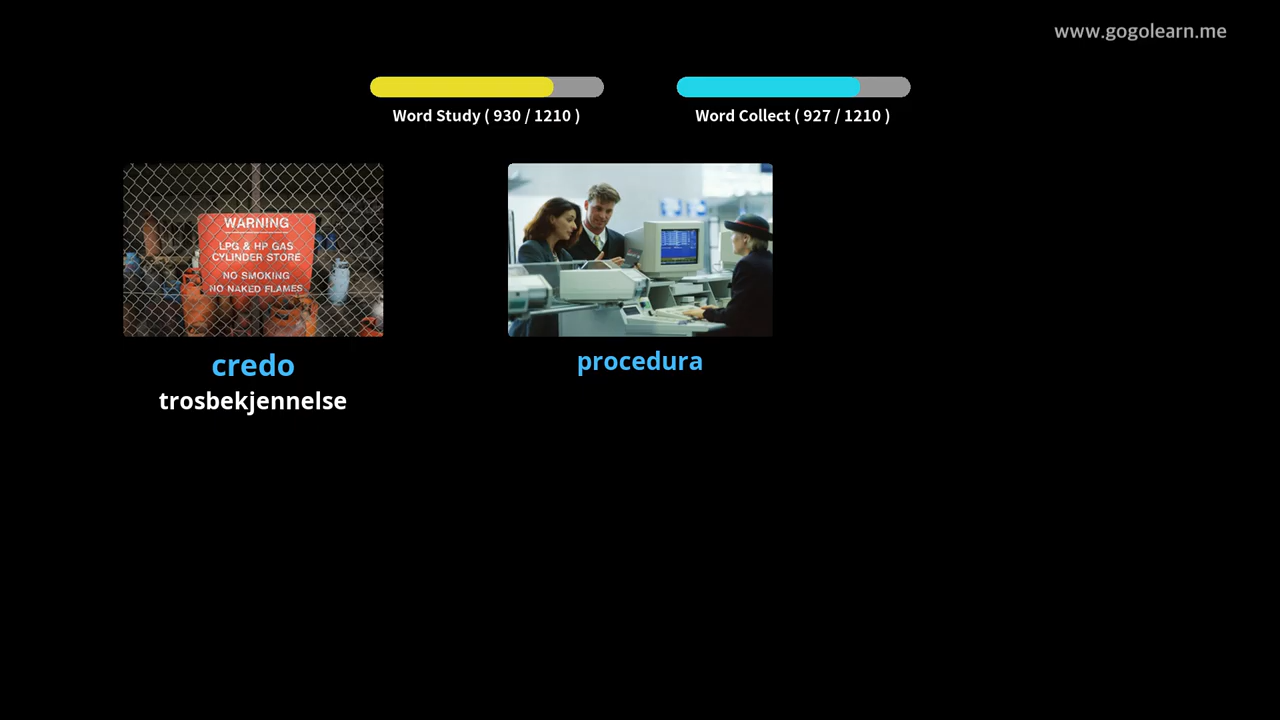 www.gogolearn.me
Word Study ( 930 / 1210 )
Word Collect ( 927 / 1210 )
WARNING
LPG & HP GAS
CYLINDER STORE
NO SMOKING
NO NAKED FLAMES
credo
trosbekjennelse
procedura